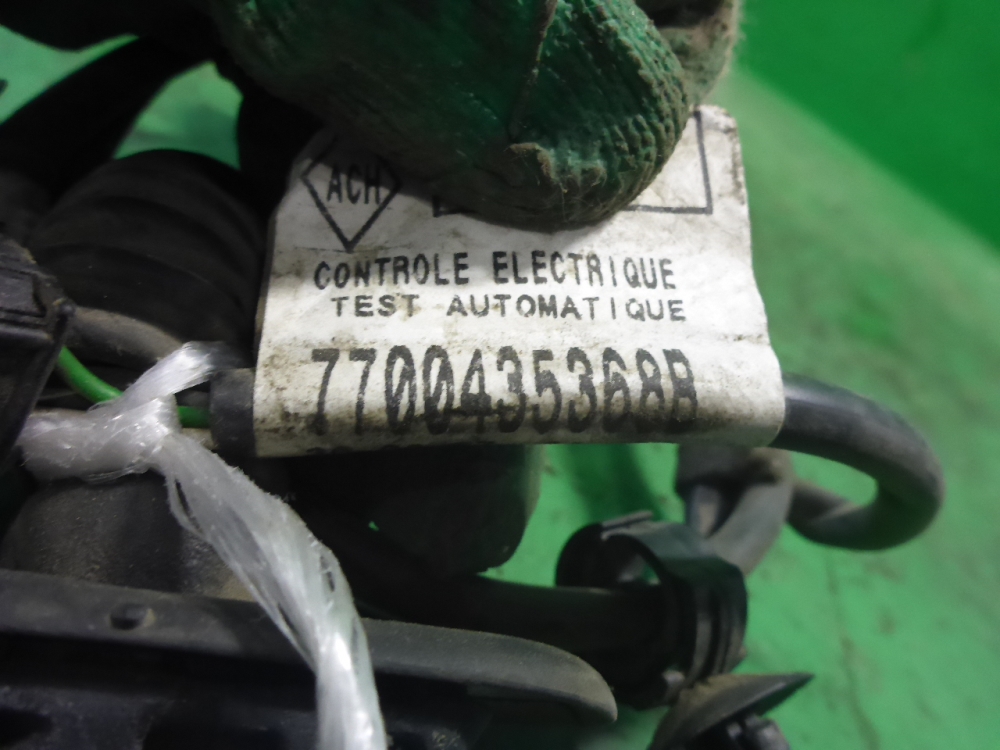 ACH
CONTROLE ELECTRIQUE
TEST AUTOMATIQUE
7700435368B